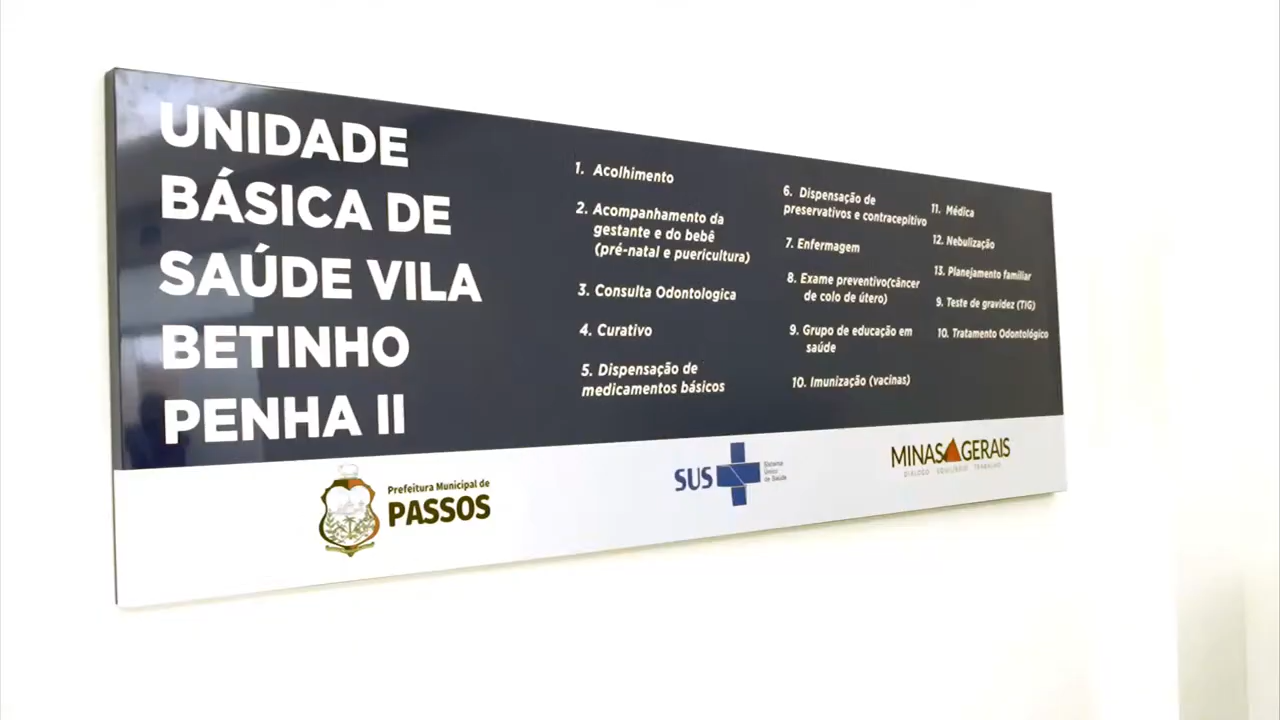 UNIDADE
BÁSICA DE
SAÚDE VILA
BETINHO
PENHA II
1. Acolhimento
2. Acompanhamento da
gestante e do bebê
(pré-natal e puericultura)
3. Consulta Odontologica
4. Curativo
5. Dispensação de
medicamentos básicos
6. Dispensação de
preservativos e contracepitivo
7. Enfermagem
8. Exame preventivo(câncer
de colo de útero)
9. Grupo de educação em
saúde
10. Imunização (vacinas)
11. Médica
12. Nebulização
13. Planejamento familiar
9. Teste de gravidez (TIG)
10. Tratamento Odontológico
Prefeitura Municipal de
PASSOS
SUS
Sistema
Único
de Saúde
MINAS GERAIS
DIÁLOGO EQUILÍBRIO TRABALHO